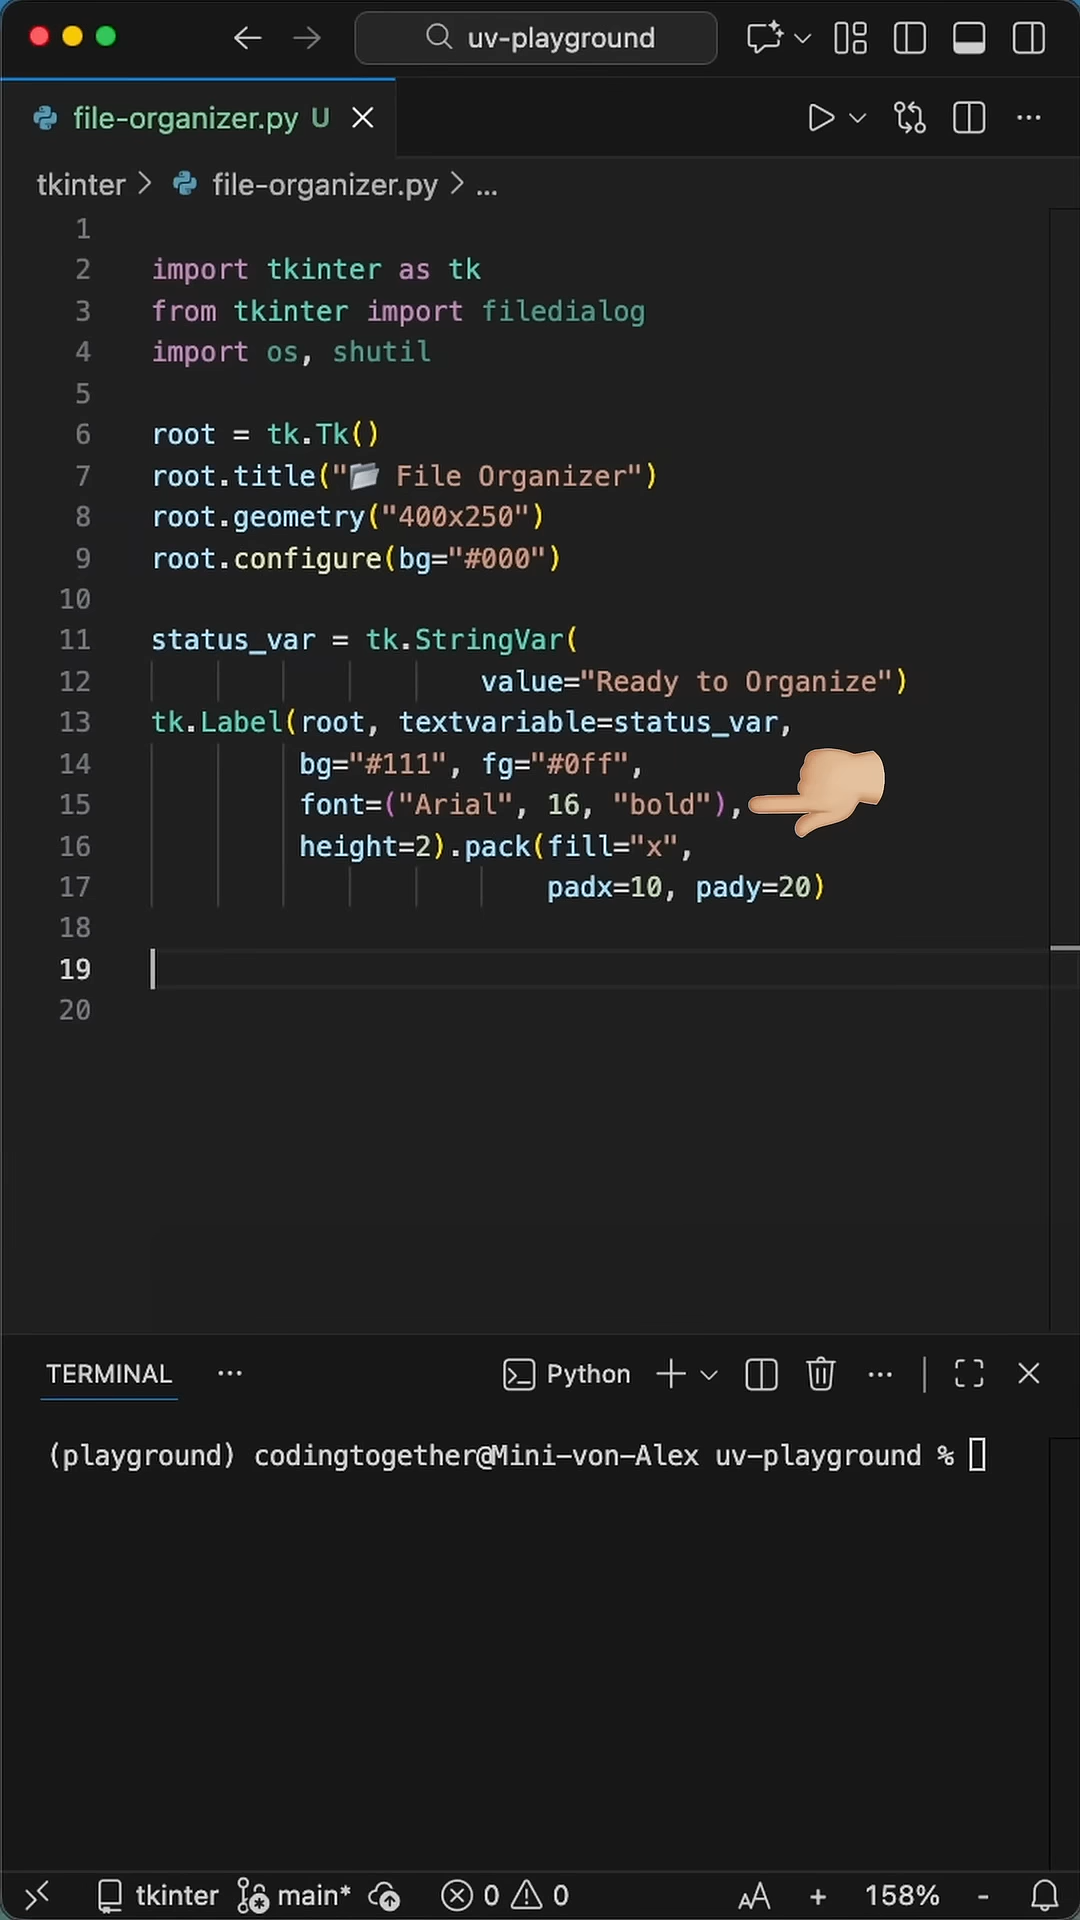 uv-playground
file-organizer.py U
tkinter > file-organizer.py > ...
1
2 import tkinter as tk
3 from tkinter import filedialog
4 import os, shutil
5
6 root = tk.Tk()
7 root.title("📂 File Organizer")
8 root.geometry("400x250")
9 root.configure(bg="#000")
10
11 status_var = tk.StringVar(
12 value="Ready to Organize")
13 tk.Label(root, textvariable=status_var,
14 bg="#111", fg="#0ff",
15 font=("Arial", 16, "bold"),
16 height=2).pack(fill="x",
17 padx=10, pady=20)
18
19
20
TERMINAL ... Python
(playground) codingtogether@Mini-von-Alex uv-playground %
tkinter main* 0 0 AA + 158% -